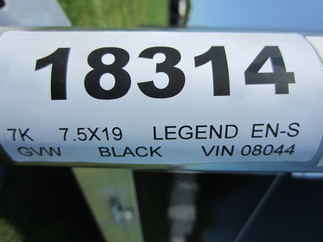 18314
7K 7.5X19 LEGEND EN-S
GVW BLACK VIN 08044